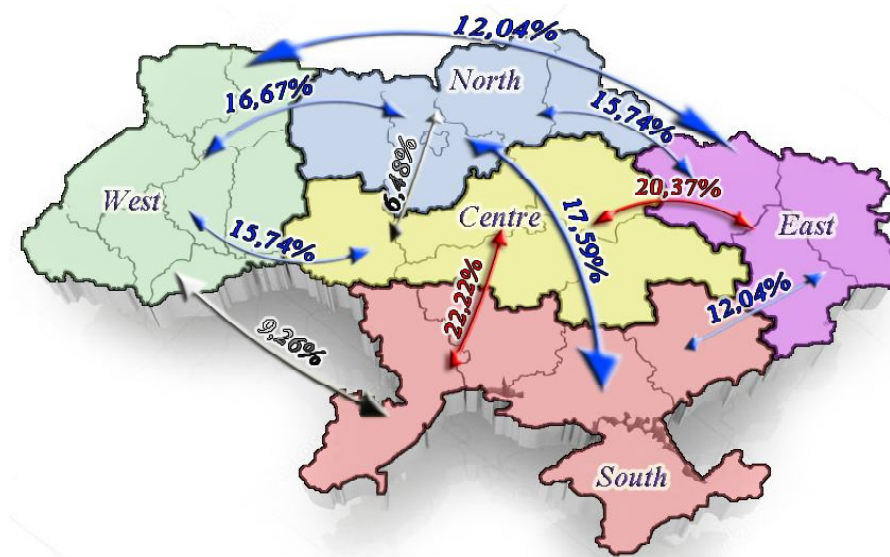 12,04%
North
16,67%
15,74%
6,48%
20,37%
West
Centre
East
17,59%
15,74%
22,22%
12,04%
9,26%
South